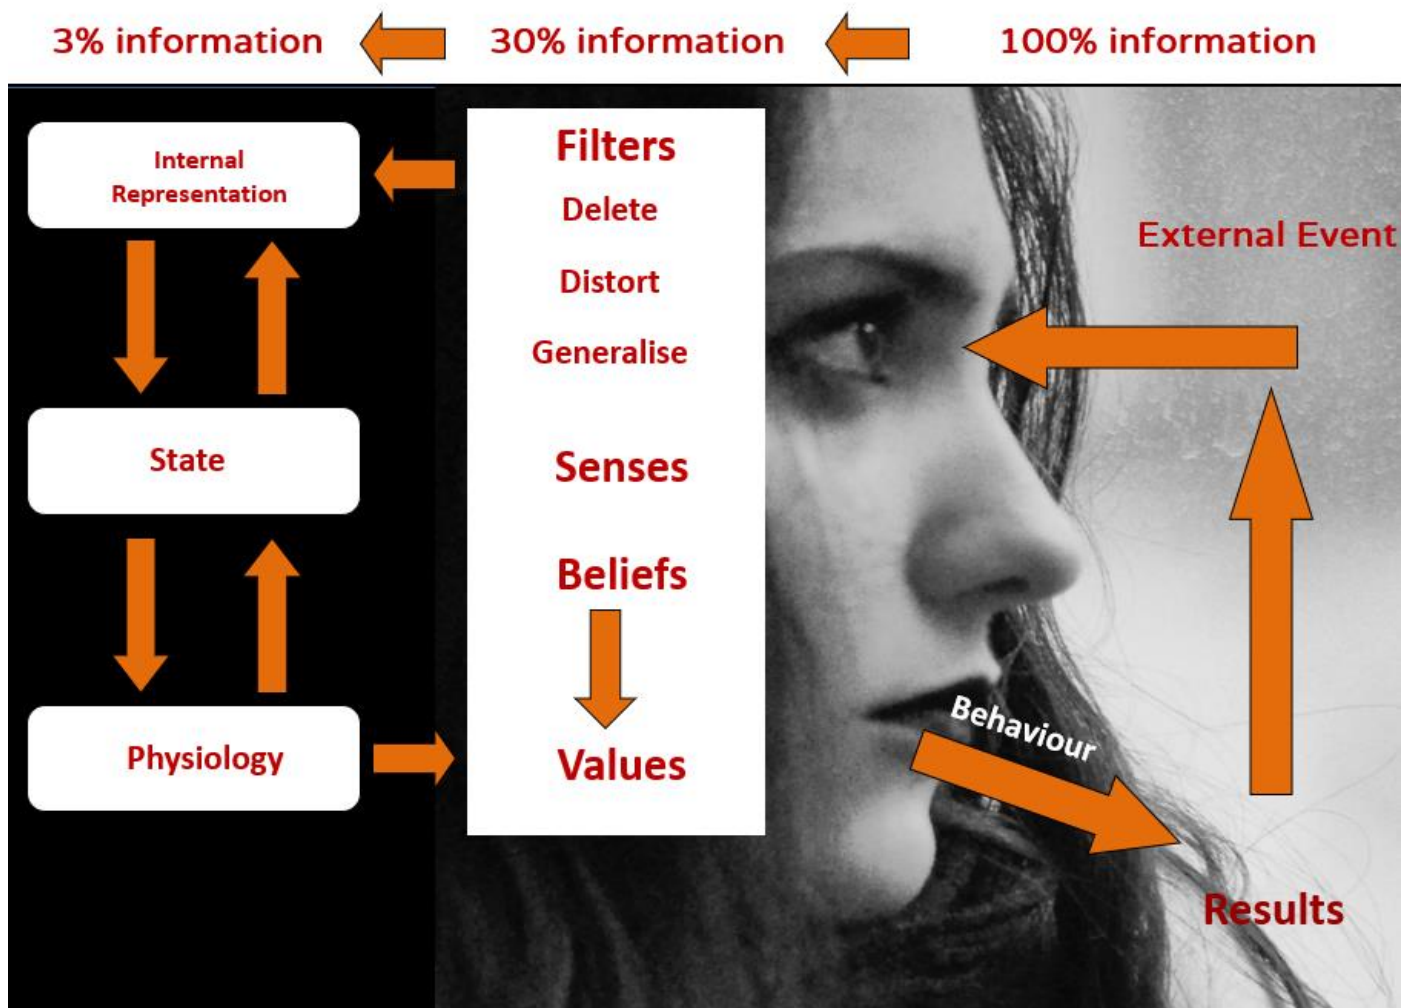 3% information
30% information
100% information
Internal
Representation
State
Physiology
Filters
Delete
Distort
Generalise
Senses
Beliefs
Values
External Event
Behaviour
Results